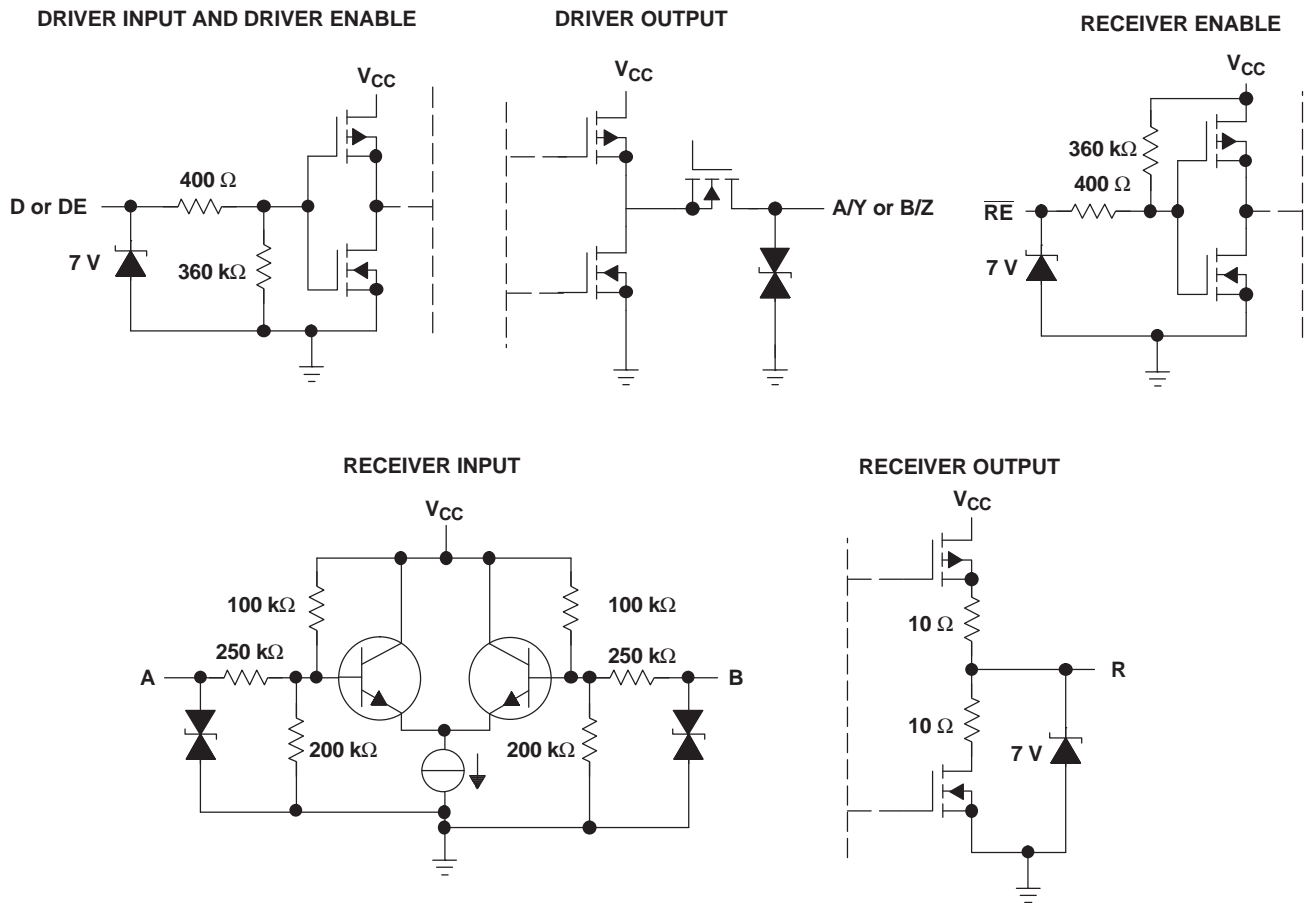 DRIVER INPUT AND DRIVER ENABLE
VCC
400 Ω
D or DE
7 V
360 kΩ
DRIVER OUTPUT
VCC
A/Y or B/Z
RECEIVER ENABLE
VCC
360 kΩ
400 Ω
RE
7 V
RECEIVER INPUT
VCC
100 kΩ
100 kΩ
250 kΩ
250 kΩ
A
B
200 kΩ
200 kΩ
RECEIVER OUTPUT
VCC
10 Ω
R
10 Ω
7 V